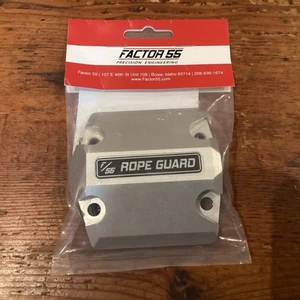 FACTOR 55
PRECISION ENGINEERING
www.Factor55.com
F/55 ROPE GUARD